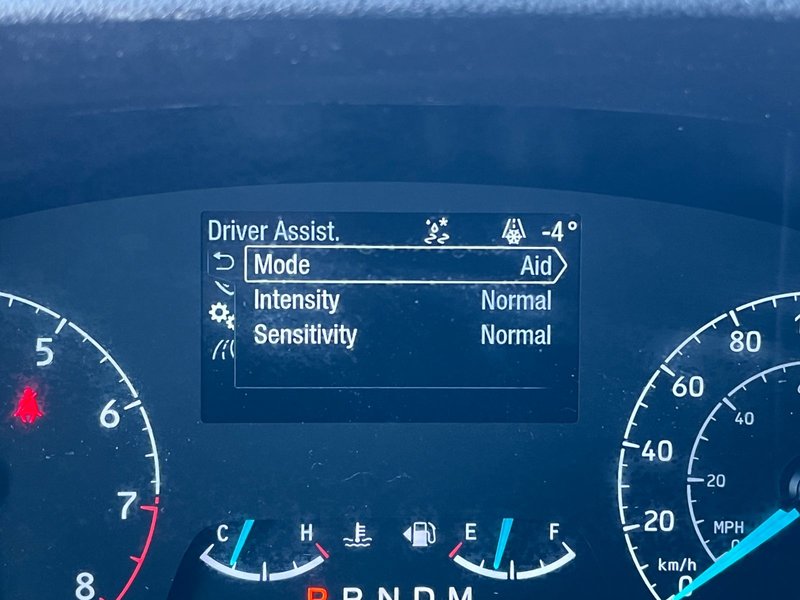 Driver Assist. -4°
Mode Aid
Intensity Normal
Sensitivity Normal
5
6
7
8
80
60
40
20
0
40
20
MPH
km/h
C H E F
P R N D M